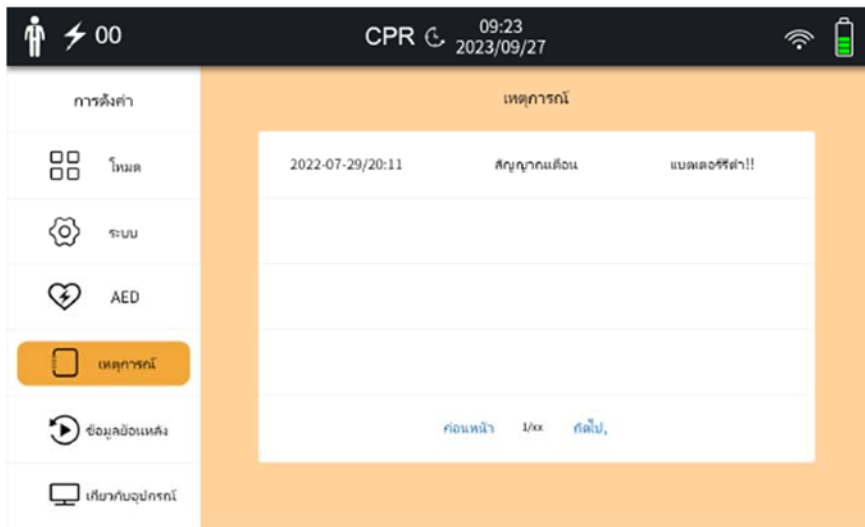 00 CPR 09:23
2023/09/27
การตั้งค่า
เหตุการณ์
โหมด
2022-07-29/20:11 สัญญาณเตือน แบตเตอรี่ต่ำ!!
ระบบ
AED
เหตุการณ์
ข้อมูลย้อนหลัง
ก่อนหน้า 1/xx ถัดไป,
เกี่ยวกับอุปกรณ์